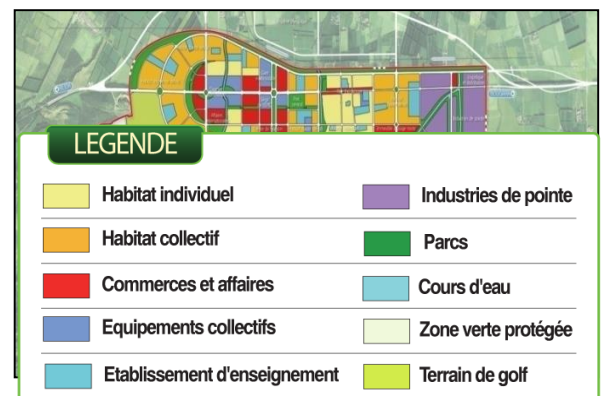 LEGENDE
Habitat individuel
Industries de pointe
Habitat collectif
Parcs
Commerces et affaires
Cours d'eau
Equipements collectifs
Zone verte protégée
Etablissement d'enseignement
Terrain de golf